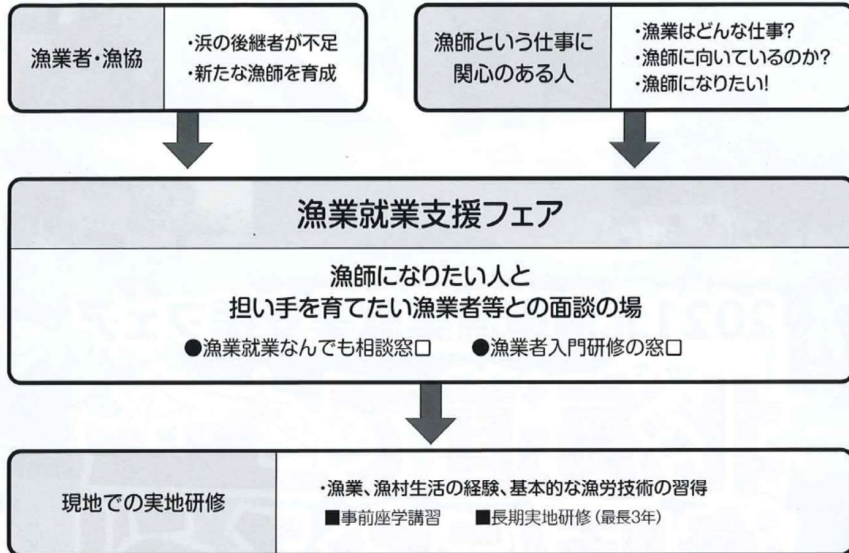 漁業者・漁協
・浜の後継者が不足
・新たな漁師を育成
漁師という仕事に
関心のある人
・漁業はどんな仕事?
・漁師に向いているのか?
・漁師になりたい!
漁業就業支援フェア
漁師になりたい人と
担い手を育てたい漁業者等との面談の場
●漁業就業なんでも相談窓口 ●漁業者入門研修の窓口
現地での実地研修
・漁業、漁村生活の経験、基本的な漁労技術の習得
■事前座学講習 ■長期実地研修(最長3年)